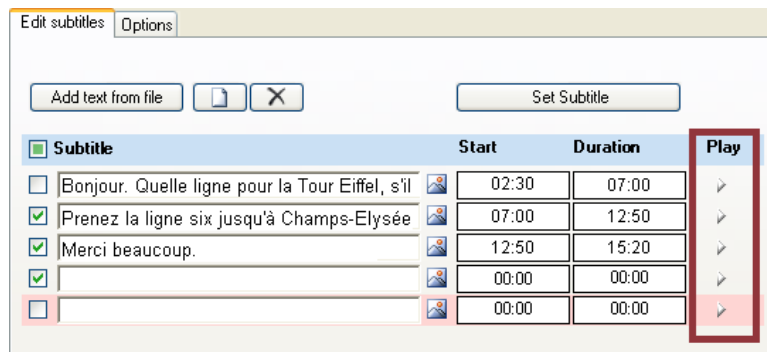 Edit subtitles Options
Add text from file Set Subtitle
Subtitle Start Duration Play
Bonjour. Quelle ligne pour la Tour Eiffel, s'il 02:30 07:00
Prenez la ligne six jusqu'à Champs-Elysée 07:00 12:50
Merci beaucoup. 12:50 15:20
00:00 00:00
00:00 00:00